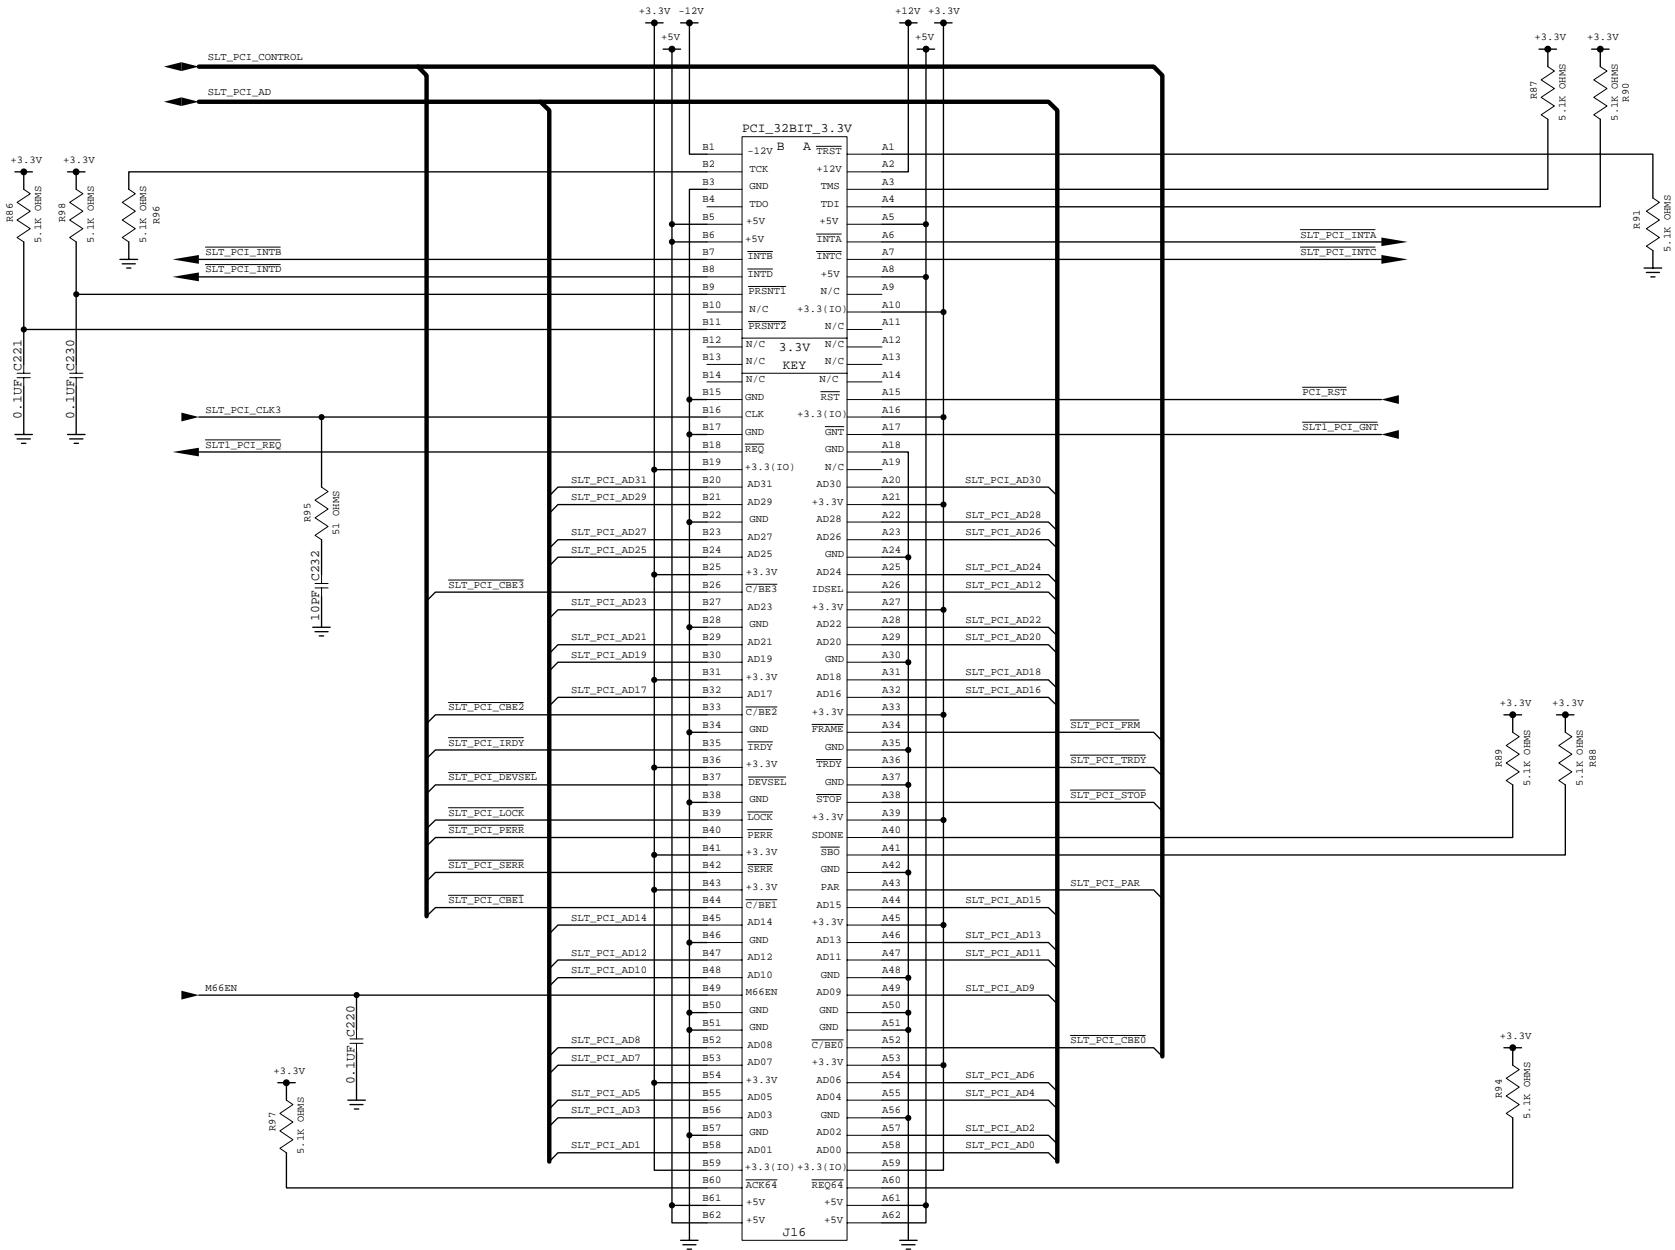 +3.3V -12V +12V +3.3V
+5V +5V +3.3V +3.3V
SLT_PCI_CONTROL
SLT_PCI_AD
R87 5.1K OHMS 5.1K OHMS R90
PCI_32BIT_3.3V
B A
+3.3V +3.3V
R86 5.1K OHMS R98 5.1K OHMS 5.1K OHMS R96
R91 5.1K OHMS
B1 -12V TRST A1
B2 TCK +12V A2
B3 GND TMS A3
B4 TDO TDI A4
B5 +5V +5V A5
B6 +5V INTA A6 SLT_PCI_INTA
SLT_PCI_INTB B7 INTB INTC A7 SLT_PCI_INTC
SLT_PCI_INTD B8 INTD +5V A8
B9 PRSNT1 N/C A9
B10 N/C +3.3(IO) A10
B11 PRSNT2 N/C A11
B12 N/C 3.3V N/C A12
B13 N/C KEY N/C A13
B14 N/C N/C A14
0.1UF C221 0.1UF C230
B15 GND RST A15 PCI_RST
SLT_PCI_CLK3 B16 CLK +3.3(IO) A16
B17 GND GNT A17 SLT1_PCI_GNT
SLT1_PCI_REQ B18 REQ GND A18
B19 +3.3(IO) N/C A19
SLT_PCI_AD31 B20 AD31 AD30 A20 SLT_PCI_AD30
SLT_PCI_AD29 B21 AD29 +3.3V A21
R95 51 OHMS
B22 GND AD28 A22 SLT_PCI_AD28
SLT_PCI_AD27 B23 AD27 AD26 A23 SLT_PCI_AD26
SLT_PCI_AD25 B24 AD25 GND A24
B25 +3.3V AD24 A25 SLT_PCI_AD24
10PF C232
SLT_PCI_CBE3 B26 C/BE3 IDSEL A26 SLT_PCI_AD12
SLT_PCI_AD23 B27 AD23 +3.3V A27
B28 GND AD22 A28 SLT_PCI_AD22
SLT_PCI_AD21 B29 AD21 AD20 A29 SLT_PCI_AD20
SLT_PCI_AD19 B30 AD19 GND A30
B31 +3.3V AD18 A31 SLT_PCI_AD18
SLT_PCI_AD17 B32 AD17 AD16 A32 SLT_PCI_AD16
SLT_PCI_CBE2 B33 C/BE2 +3.3V A33
+3.3V +3.3V
B34 GND FRAME A34 SLT_PCI_FRM
SLT_PCI_IRDY B35 IRDY GND A35
R89 5.1K OHMS 5.1K OHMS R88
B36 +3.3V TRDY A36 SLT_PCI_TRDY
SLT_PCI_DEVSEL B37 DEVSEL GND A37
B38 GND STOP A38 SLT_PCI_STOP
SLT_PCI_LOCK B39 LOCK +3.3V A39
SLT_PCI_PERR B40 PERR SDONE A40
B41 +3.3V SBO A41
SLT_PCI_SERR B42 SERR GND A42
B43 +3.3V PAR A43 SLT_PCI_PAR
SLT_PCI_CBE1 B44 C/BE1 AD15 A44 SLT_PCI_AD15
SLT_PCI_AD14 B45 AD14 +3.3V A45
B46 GND AD13 A46 SLT_PCI_AD13
SLT_PCI_AD12 B47 AD12 AD11 A47 SLT_PCI_AD11
SLT_PCI_AD10 B48 AD10 GND A48
M66EN B49 M66EN AD09 A49 SLT_PCI_AD9
B50 GND GND A50
B51 GND GND A51
0.1UF C220
SLT_PCI_AD8 B52 AD08 C/BE0 A52 SLT_PCI_CBE0
SLT_PCI_AD7 B53 AD07 +3.3V A53
+3.3V +3.3V
B54 +3.3V AD06 A54 SLT_PCI_AD6
SLT_PCI_AD5 B55 AD05 AD04 A55 SLT_PCI_AD4
R97 5.1K OHMS R94 5.1K OHMS
SLT_PCI_AD3 B56 AD03 GND A56
B57 GND AD02 A57 SLT_PCI_AD2
SLT_PCI_AD1 B58 AD01 AD00 A58 SLT_PCI_AD0
B59 +3.3(IO) +3.3(IO) A59
B60 ACK64 REQ64 A60
B61 +5V +5V A61
B62 +5V +5V A62
J16